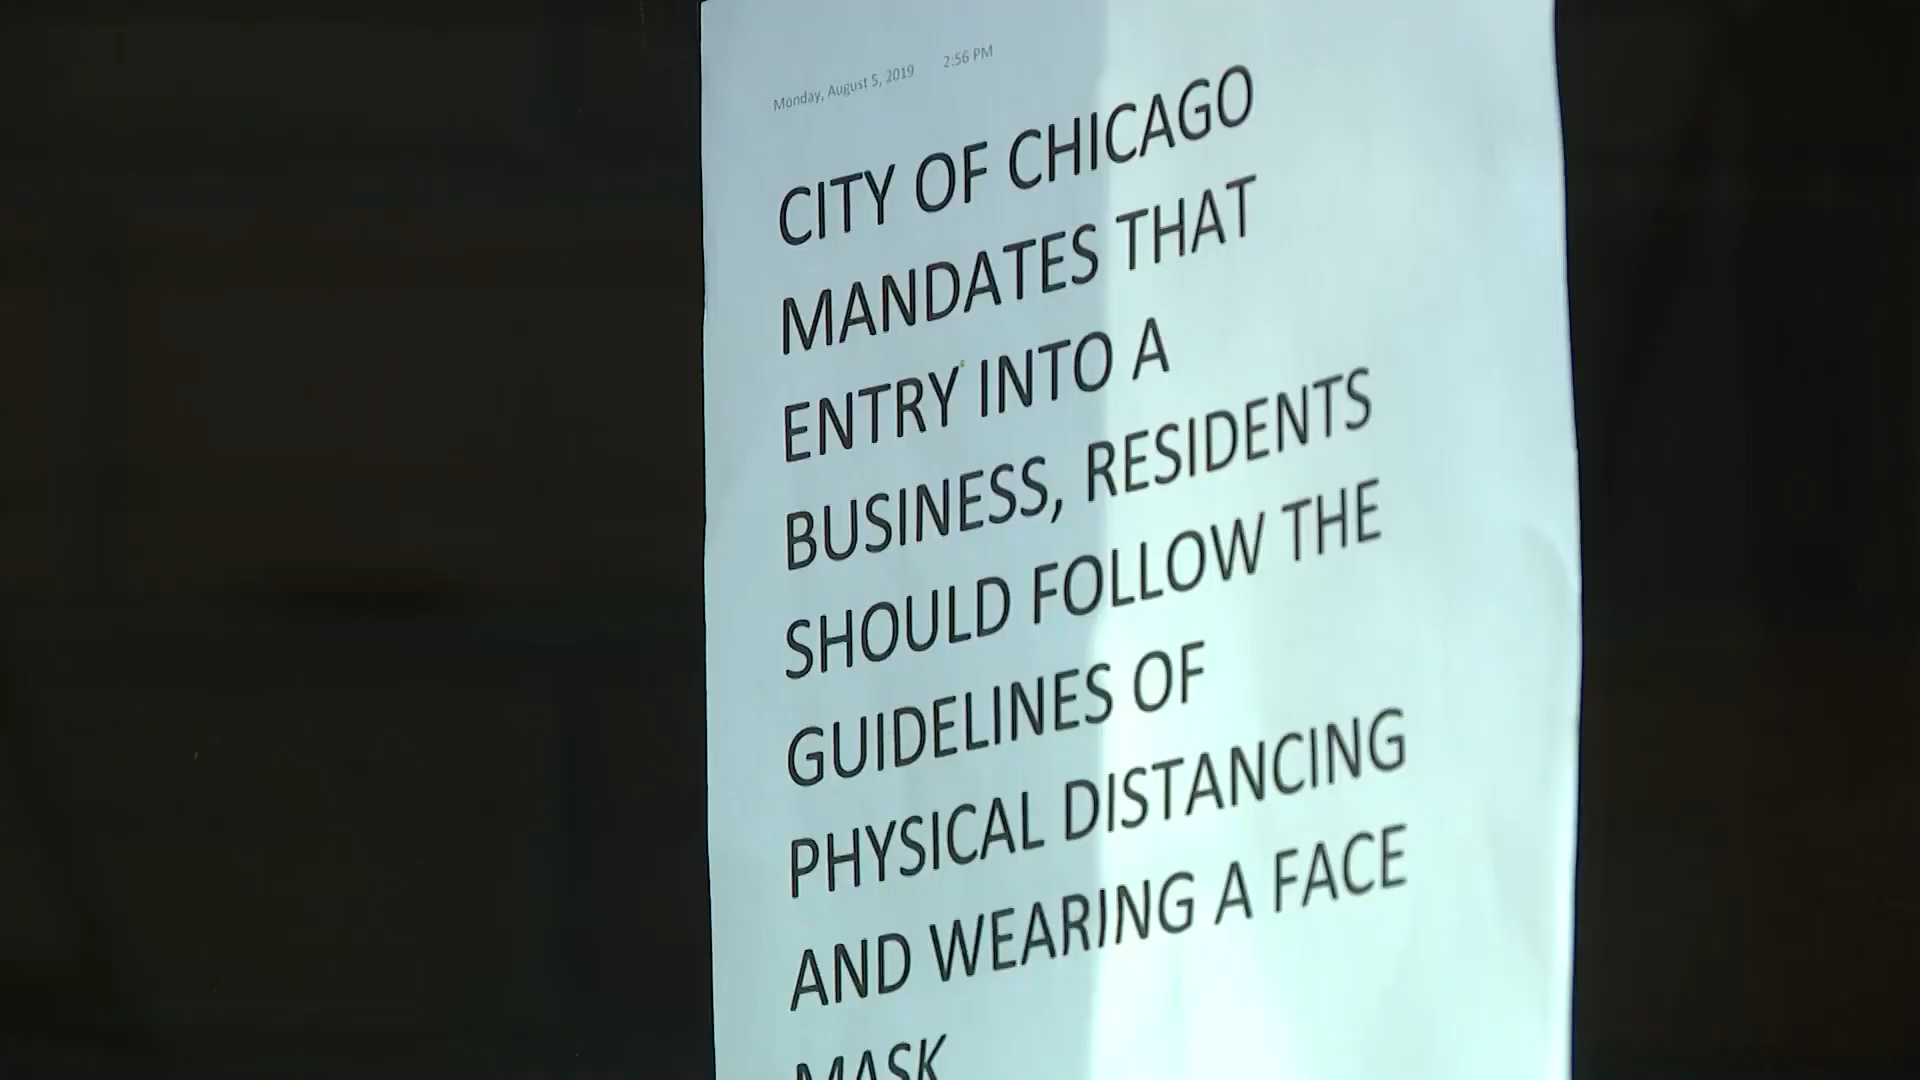 Monday, August 5, 2019 2:56 PM
CITY OF CHICAGO
MANDATES THAT
ENTRY INTO A
BUSINESS, RESIDENTS
SHOULD FOLLOW THE
GUIDELINES OF
PHYSICAL DISTANCING
AND WEARING A FACE
MASK